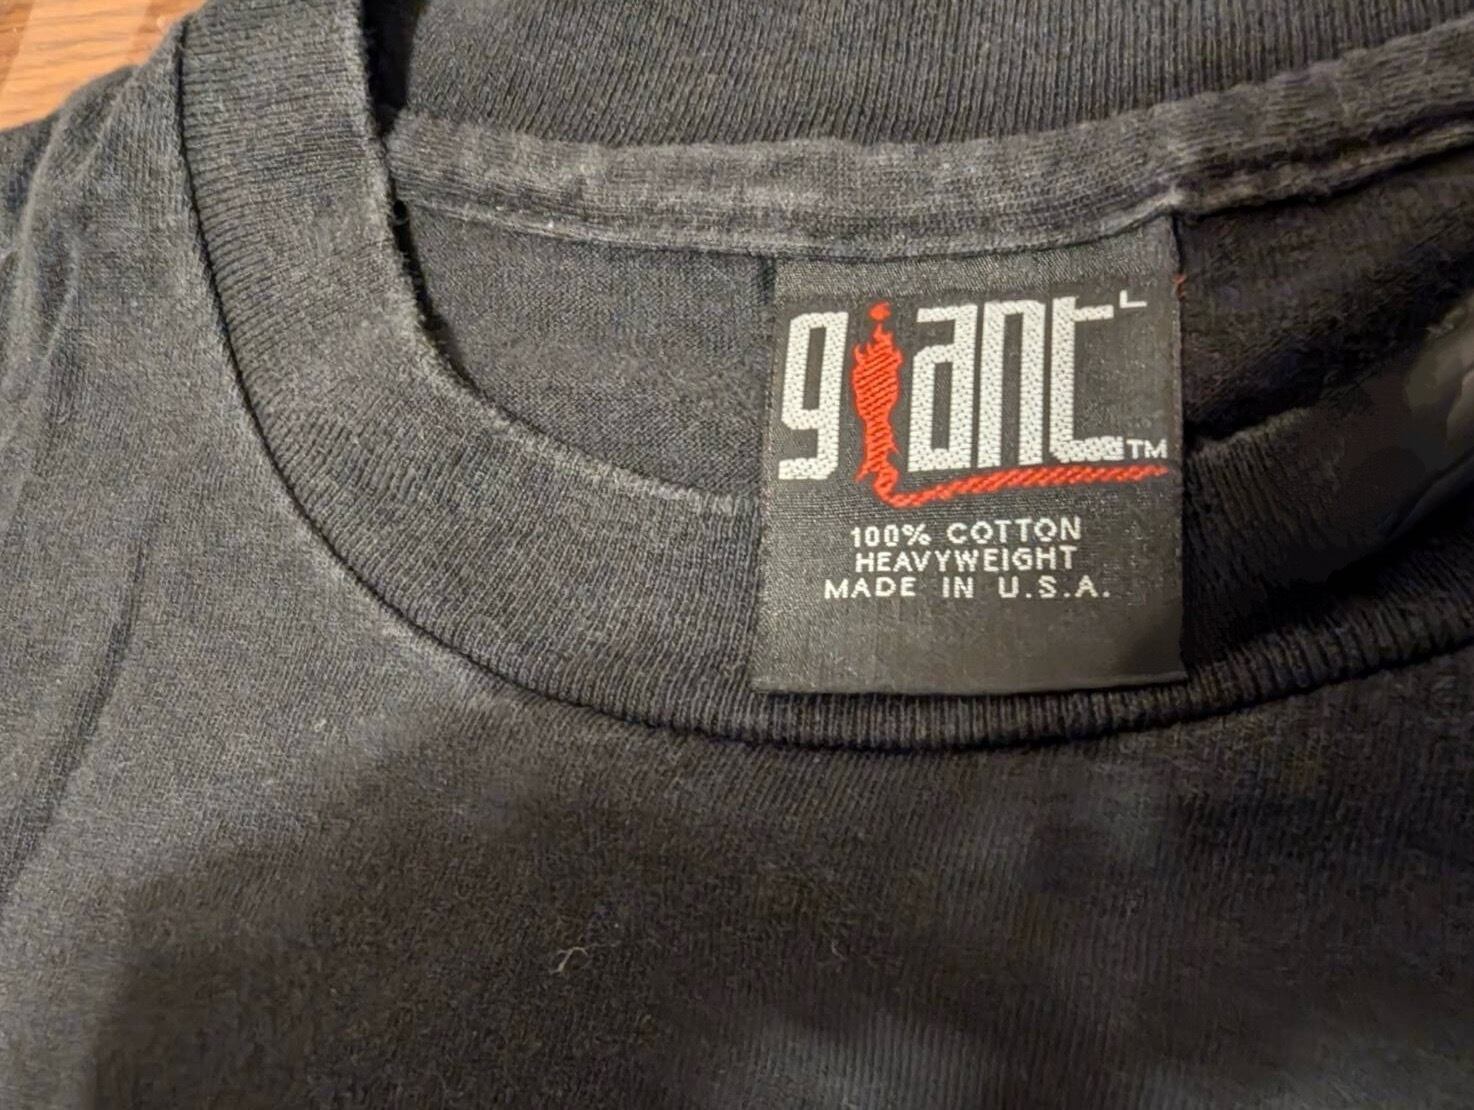 giant L
TM
100% COTTON
HEAVYWEIGHT
MADE IN U.S.A.